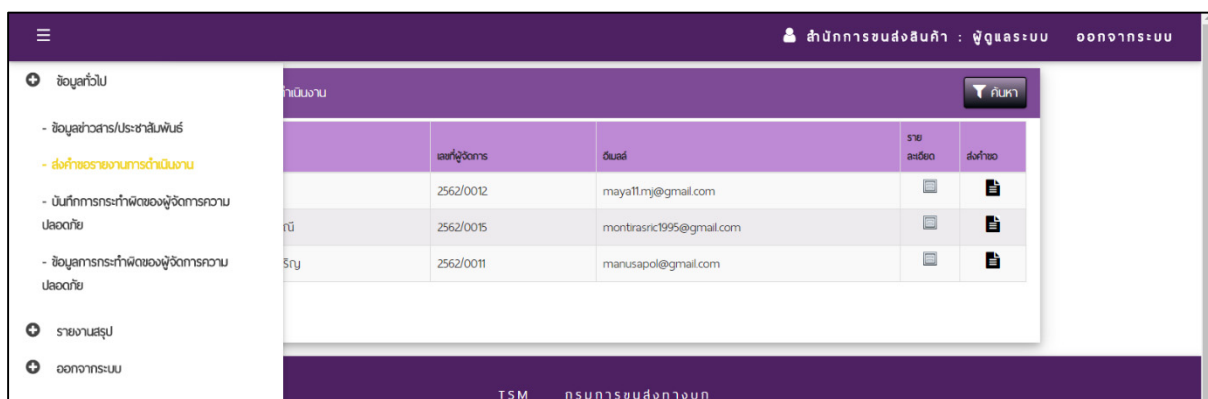 สำนักการขนส่งสินค้า : ผู้ดูแลระบบ ออกจากระบบ
ข้อมูลทั่วไป
- ข้อมูลข่าวสาร/ประชาสัมพันธ์
- ส่งคำขอรายงานการดำเนินงาน
- บันทึกการกระทำผิดของผู้จัดการความ
ปลอดภัย
- ข้อมูลการกระทำผิดของผู้จัดการความ
ปลอดภัย
รายงานสรุป
ออกจากระบบ
ค้นหา
เลขที่ผู้จัดการ อีเมลล์ ราย
ละเอียด ส่งคำขอ
2562/0012 maya11.mj@gmail.com
2562/0015 montirasric1995@gmail.com
2562/0011 manusapol@gmail.com
TSM กรมการขนส่งทางบก